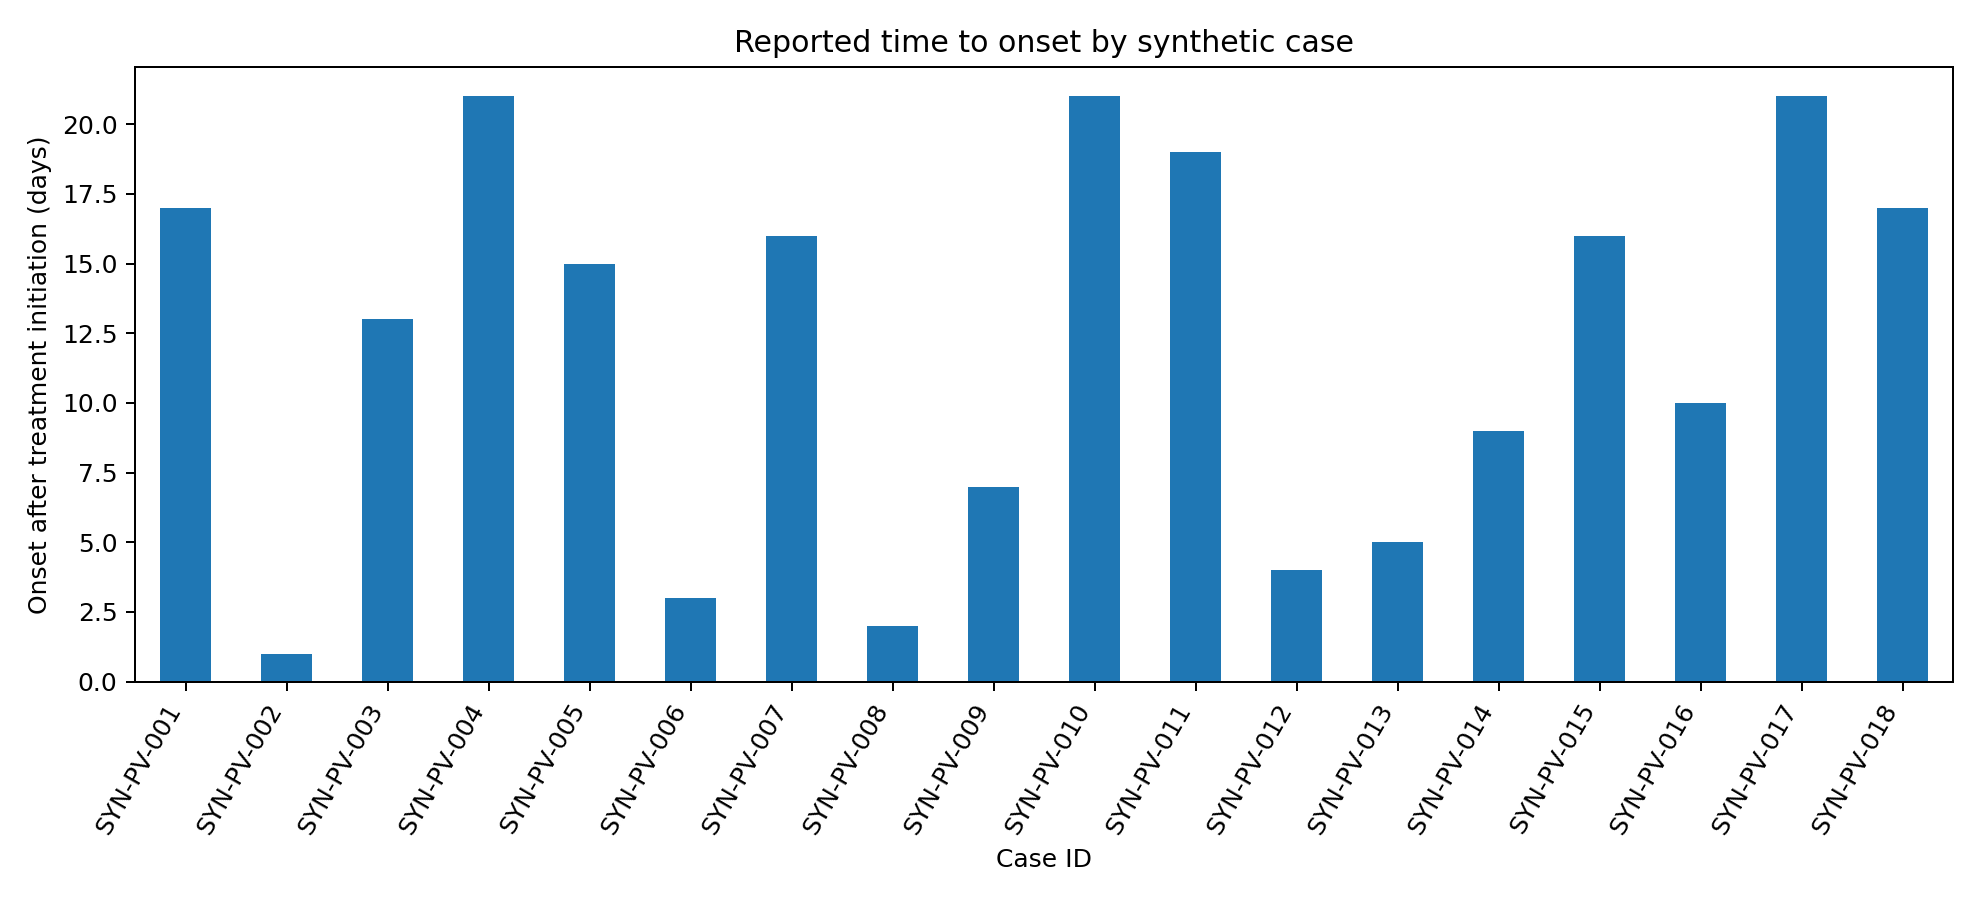 Reported time to onset by synthetic case
Onset after treatment initiation (days)
20.0
17.5
15.0
12.5
10.0
7.5
5.0
2.5
0.0
SYN-PV-001
SYN-PV-002
SYN-PV-003
SYN-PV-004
SYN-PV-005
SYN-PV-006
SYN-PV-007
SYN-PV-008
SYN-PV-009
SYN-PV-010
SYN-PV-011
SYN-PV-012
SYN-PV-013
SYN-PV-014
SYN-PV-015
SYN-PV-016
SYN-PV-017
SYN-PV-018
Case ID